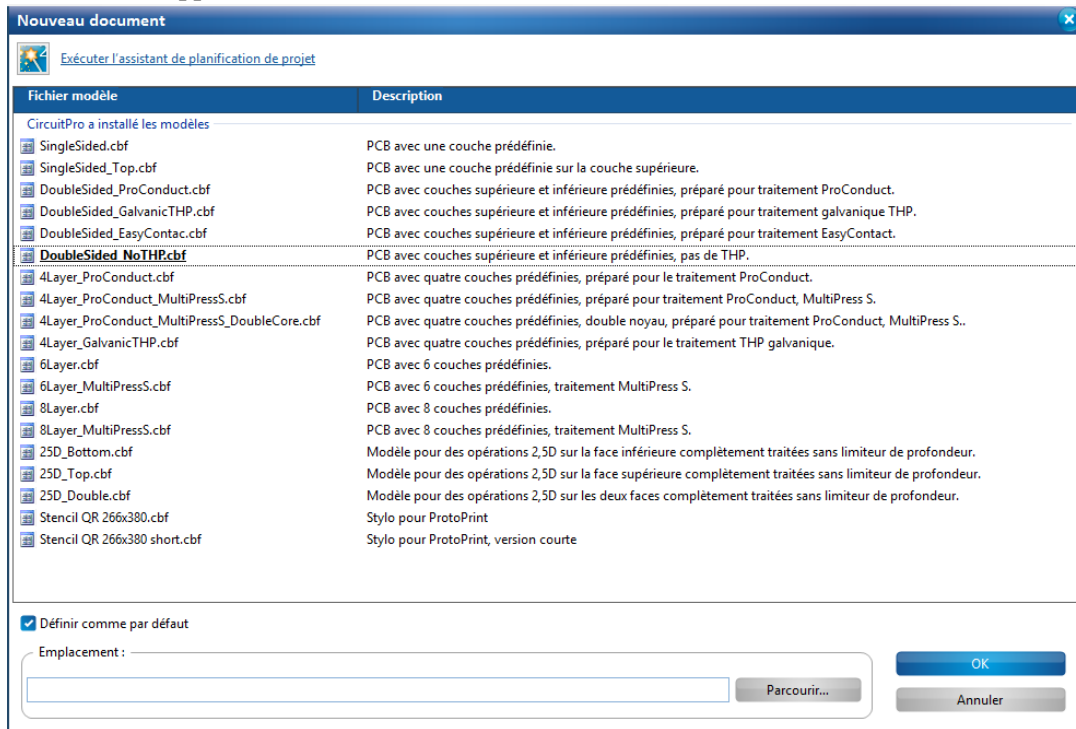 Nouveau document
Exécuter l'assistant de planification de projet
Fichier modèle Description
CircuitPro a installé les modèles
SingleSided.cbf PCB avec une couche prédéfinie.
SingleSided_Top.cbf PCB avec une couche prédéfinie sur la couche supérieure.
DoubleSided_ProConduct.cbf PCB avec couches supérieure et inférieure prédéfinies, préparé pour traitement ProConduct.
DoubleSided_GalvanicTHP.cbf PCB avec couches supérieure et inférieure prédéfinies, préparé pour traitement galvanique THP.
DoubleSided_EasyContac.cbf PCB avec couches supérieure et inférieure prédéfinies, préparé pour traitement EasyContact.
DoubleSided_NoTHP.cbf PCB avec couches supérieure et inférieure prédéfinies, pas de THP.
4Layer_ProConduct.cbf PCB avec quatre couches prédéfinies, préparé pour le traitement ProConduct.
4Layer_ProConduct_MultiPressS.cbf PCB avec quatre couches prédéfinies, préparé pour traitement ProConduct, MultiPress S.
4Layer_ProConduct_MultiPressS_DoubleCore.cbf PCB avec quatre couches prédéfinies, double noyau, préparé pour traitement ProConduct, MultiPress S..
4Layer_GalvanicTHP.cbf PCB avec quatre couches prédéfinies, préparé pour le traitement THP galvanique.
6Layer.cbf PCB avec 6 couches prédéfinies.
6Layer_MultiPressS.cbf PCB avec 6 couches prédéfinies, traitement MultiPress S.
8Layer.cbf PCB avec 8 couches prédéfinies.
8Layer_MultiPressS.cbf PCB avec 8 couches prédéfinies, traitement MultiPress S.
25D_Bottom.cbf Modèle pour des opérations 2,5D sur la face inférieure complètement traitées sans limiteur de profondeur.
25D_Top.cbf Modèle pour des opérations 2,5D sur la face supérieure complètement traitées sans limiteur de profondeur.
25D_Double.cbf Modèle pour des opérations 2,5D sur les deux faces complètement traitées sans limiteur de profondeur.
Stencil QR 266x380.cbf Stylo pour ProtoPrint
Stencil QR 266x380 short.cbf Stylo pour ProtoPrint, version courte
Définir comme par défaut
Emplacement :
OK
Parcourir...
Annuler